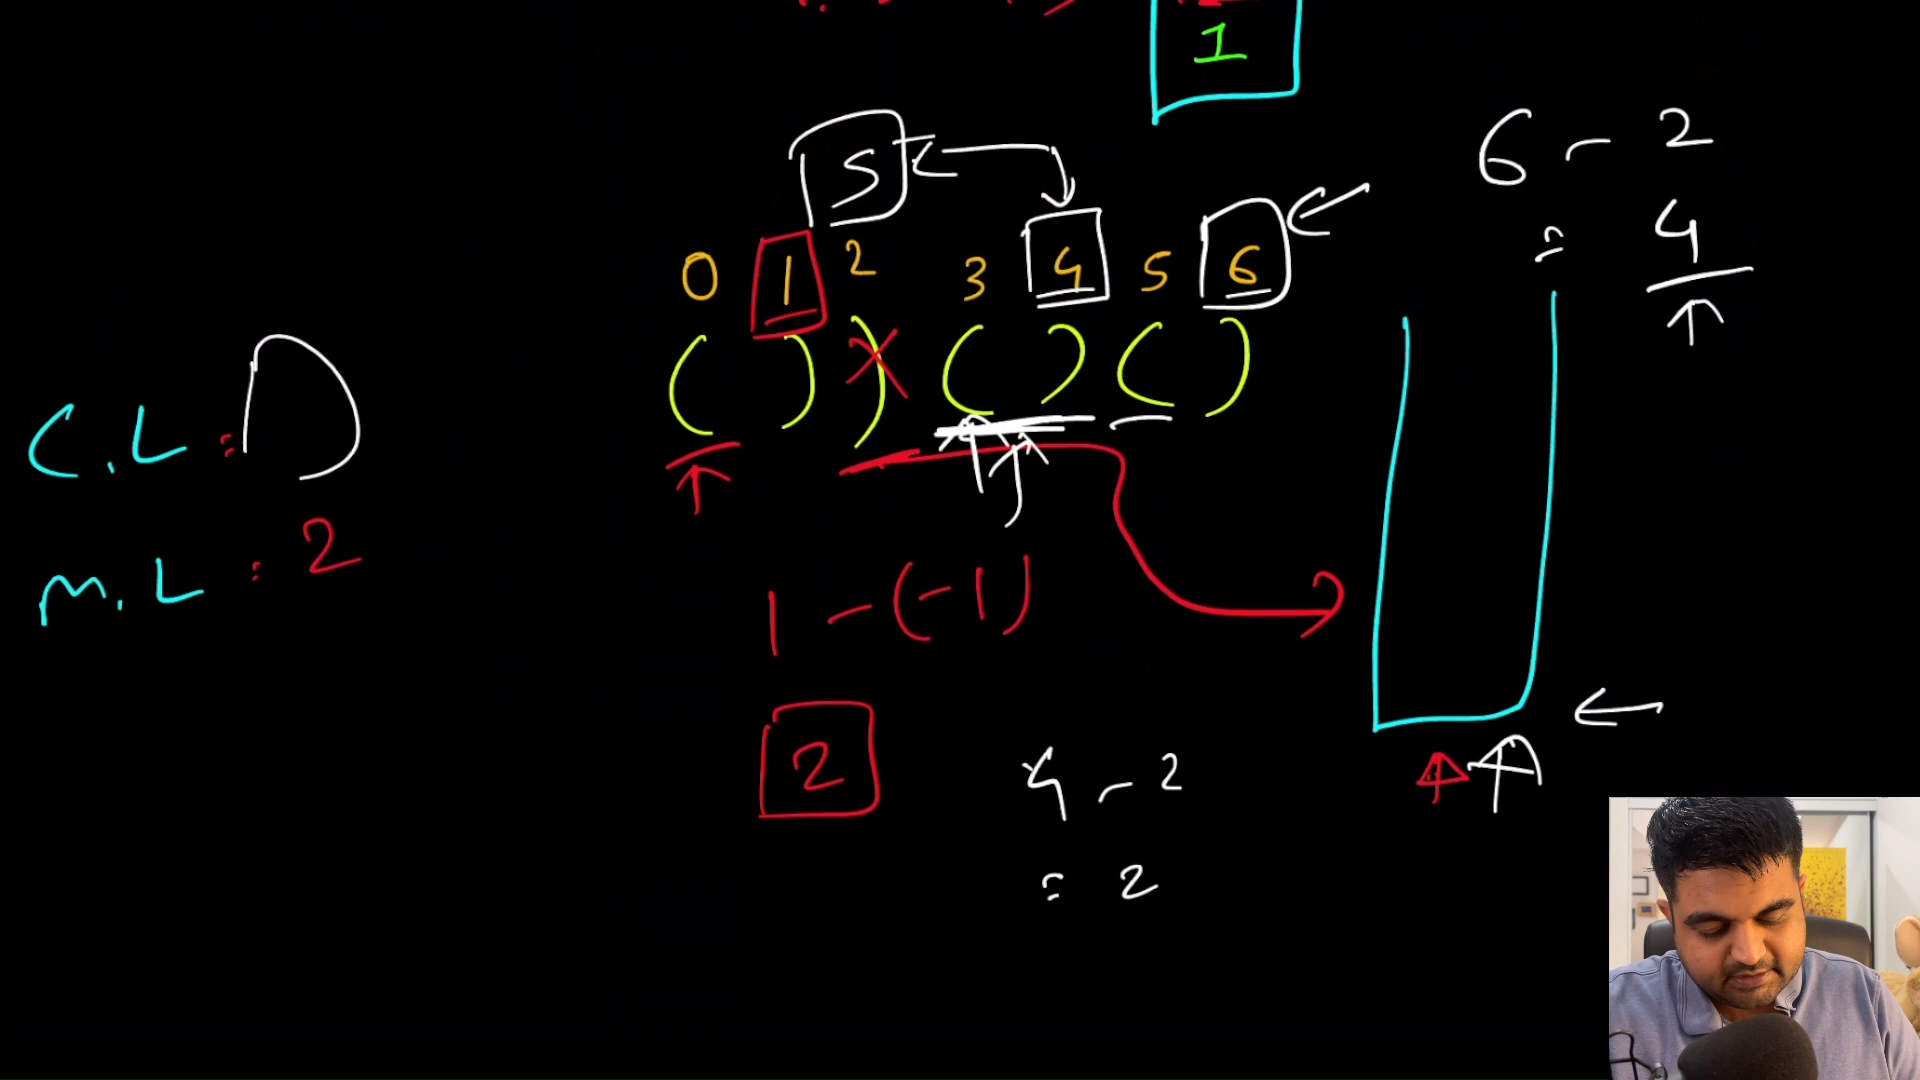 1
6 - 2
5
= 4
0 1 2 3 4 5 6
( ) ) ( ) ( )
C.L =
M.L = 2
1 - (-1)
2
4 - 2
= 2